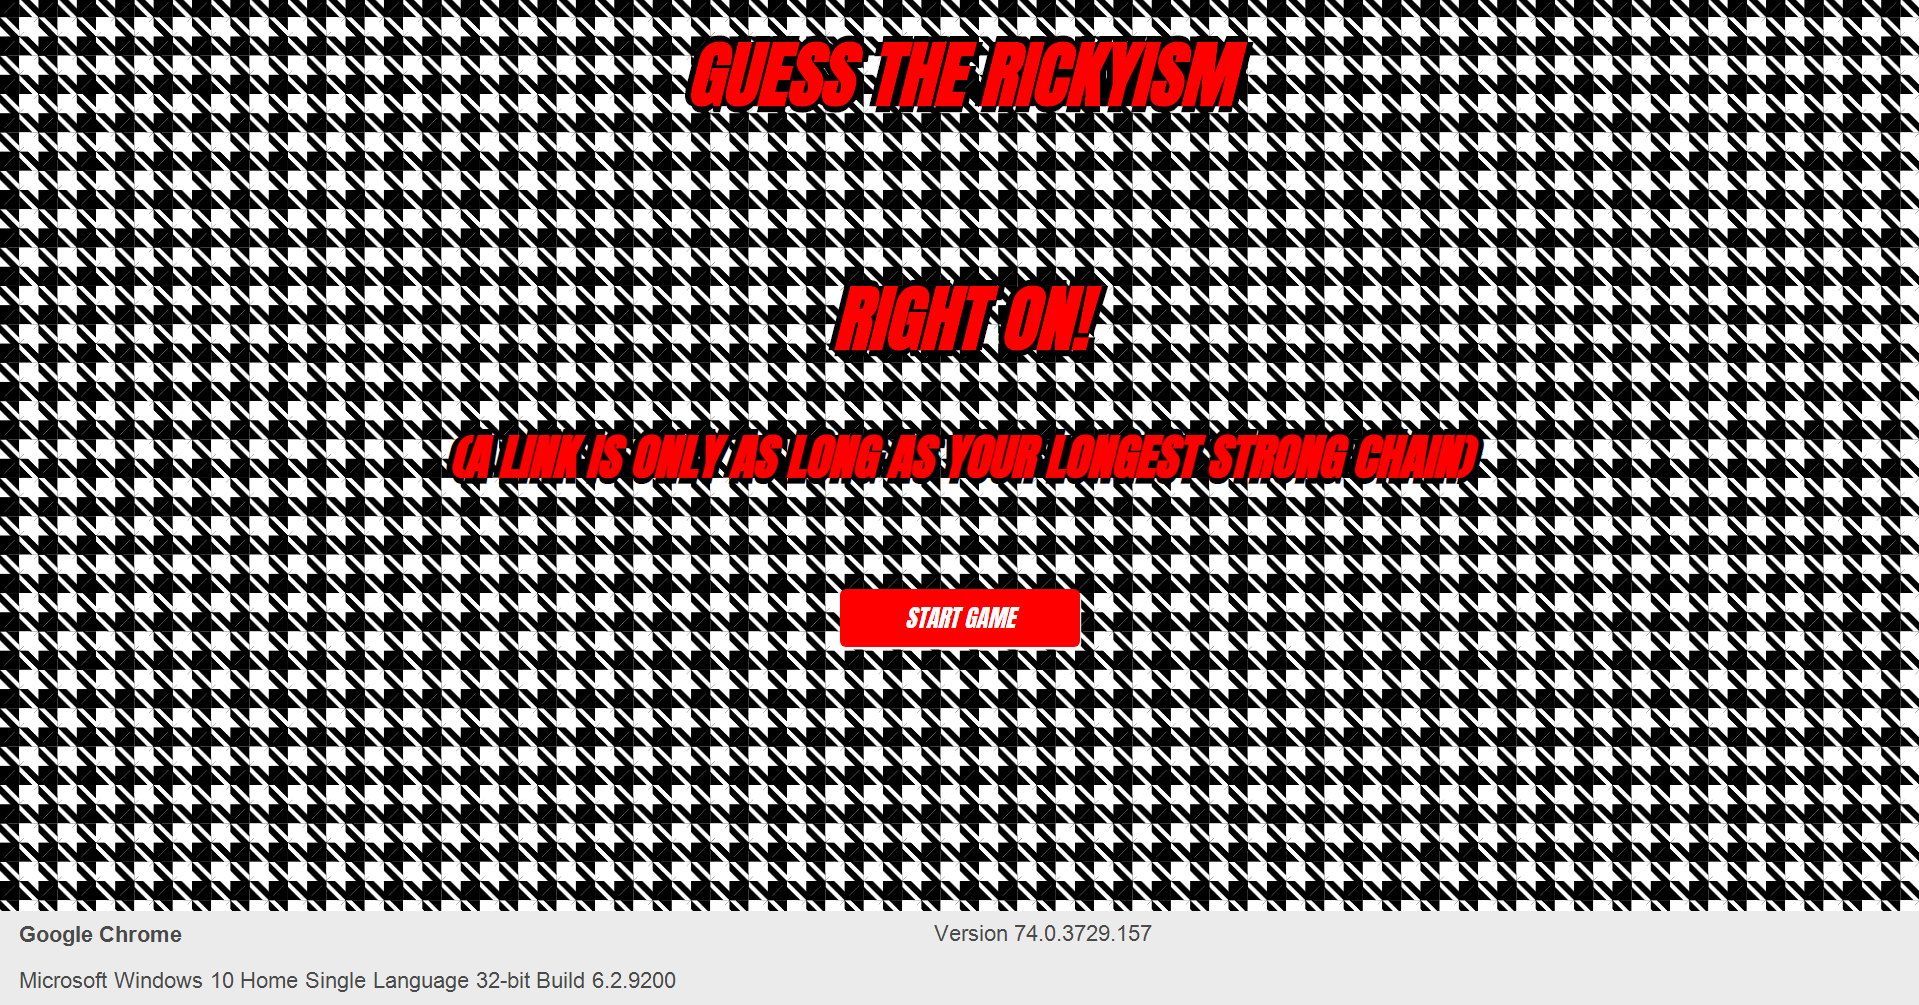 GUESS THE RICKYISM
RIGHT ON!
(A LINK IS ONLY AS LONG AS YOUR LONGEST STRONG CHAIN)
START GAME
Google Chrome
Version 74.0.3729.157
Microsoft Windows 10 Home Single Language 32-bit Build 6.2.9200